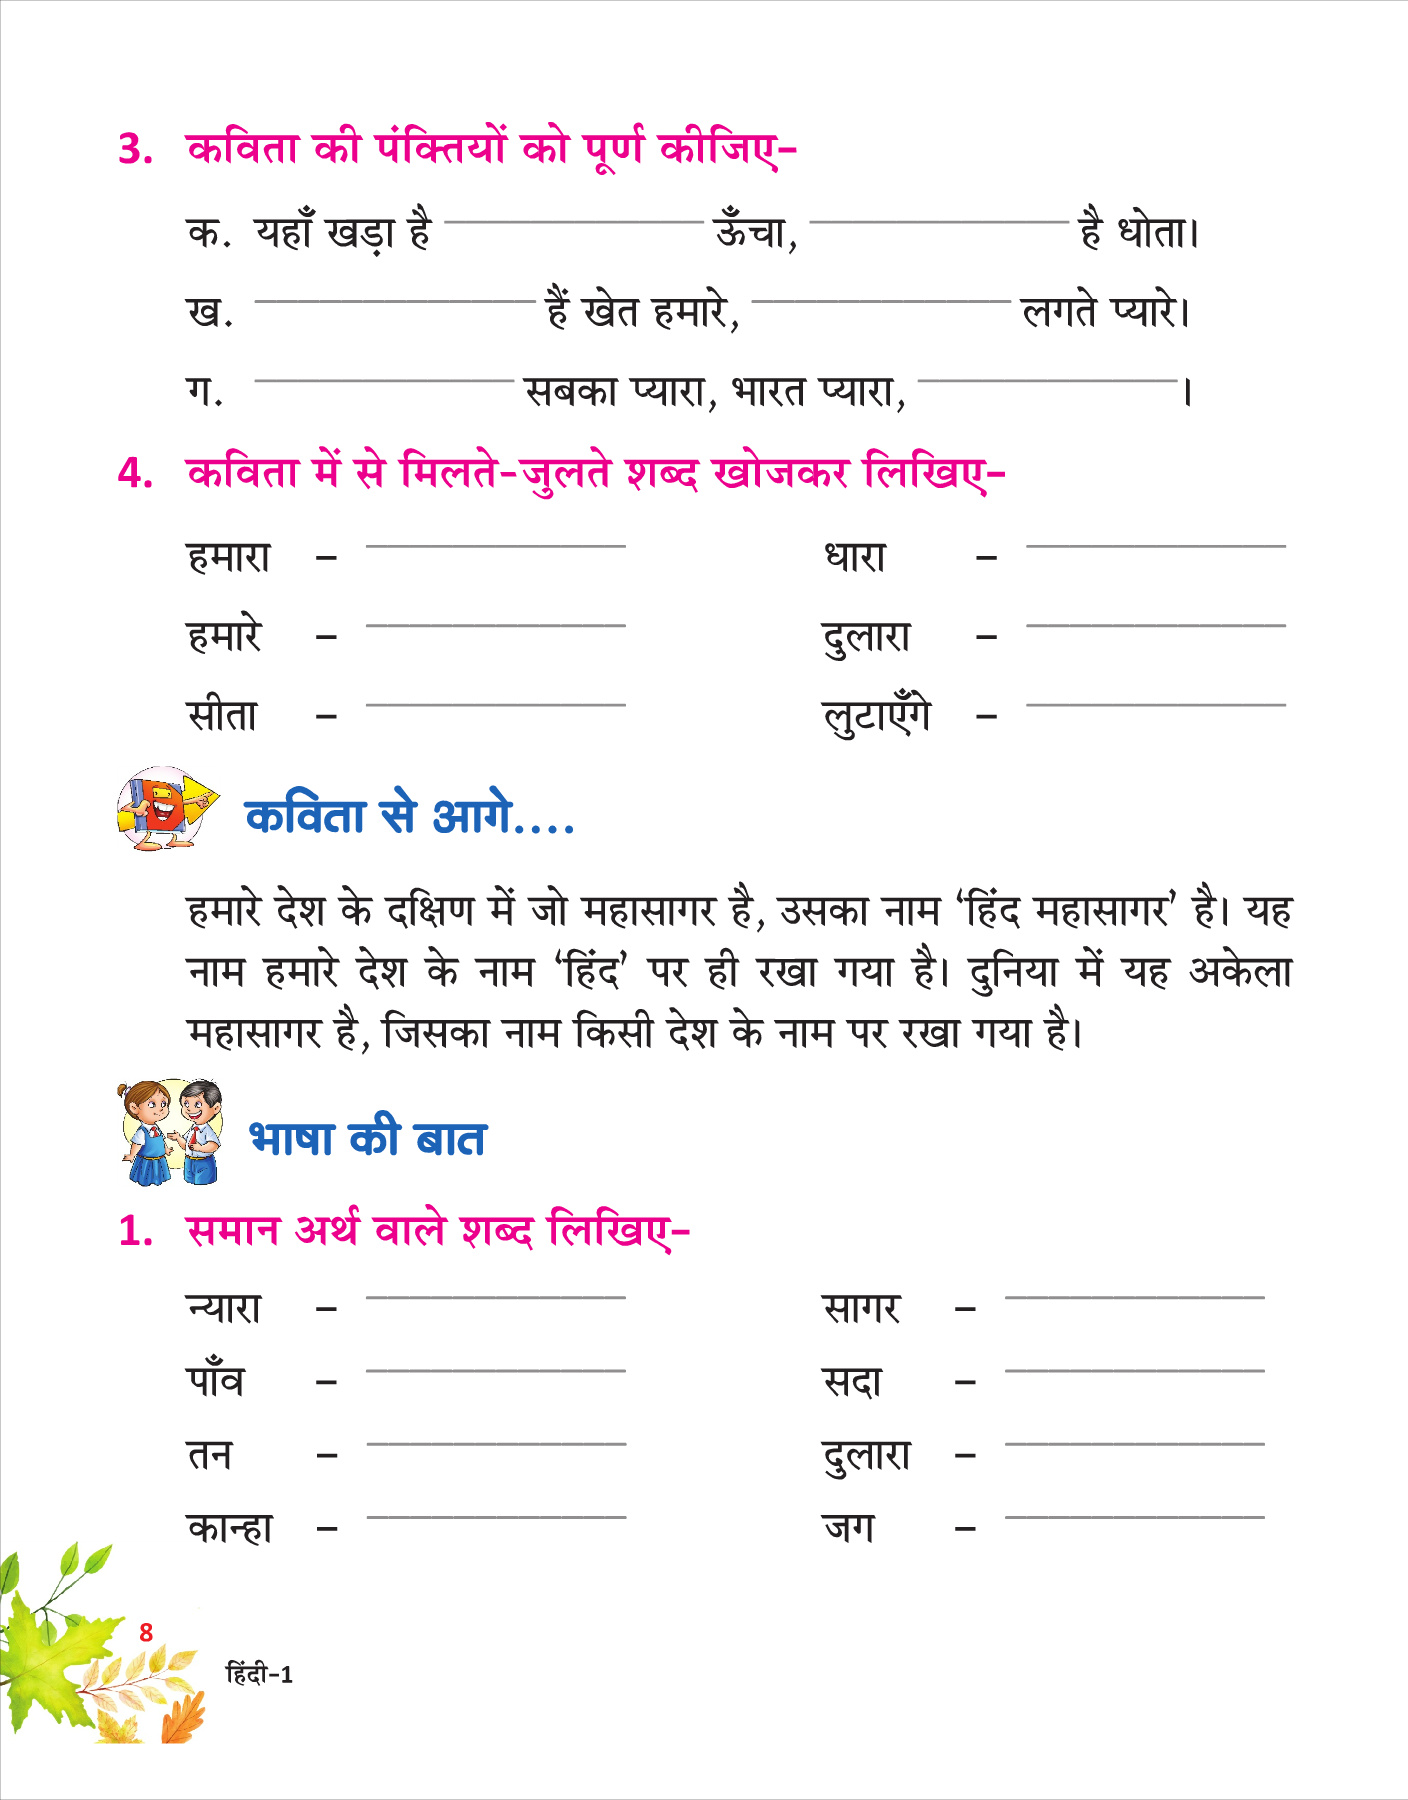 3. कविता की पंक्तियों को पूर्ण कीजिए–
क. यहाँ खड़ा है ____________ ऊँचा, ____________ है धोता।
ख. ____________ हैं खेत हमारे, ____________ लगते प्यारे।
ग. ____________ सबका प्यारा, भारत प्यारा, ____________।
4. कविता में से मिलते-जुलते शब्द खोजकर लिखिए–
हमारा – ____________ धारा – ____________
हमारे – ____________ दुलारा – ____________
सीता – ____________ लुटाएँगे – ____________
कविता से आगे....
हमारे देश के दक्षिण में जो महासागर है, उसका नाम ‘हिंद महासागर’ है। यह
नाम हमारे देश के नाम ‘हिंद’ पर ही रखा गया है। दुनिया में यह अकेला
महासागर है, जिसका नाम किसी देश के नाम पर रखा गया है।
भाषा की बात
1. समान अर्थ वाले शब्द लिखिए–
न्यारा – ____________ सागर – ____________
पाँव – ____________ सदा – ____________
तन – ____________ दुलारा – ____________
कान्हा – ____________ जग – ____________
8
हिंदी–1